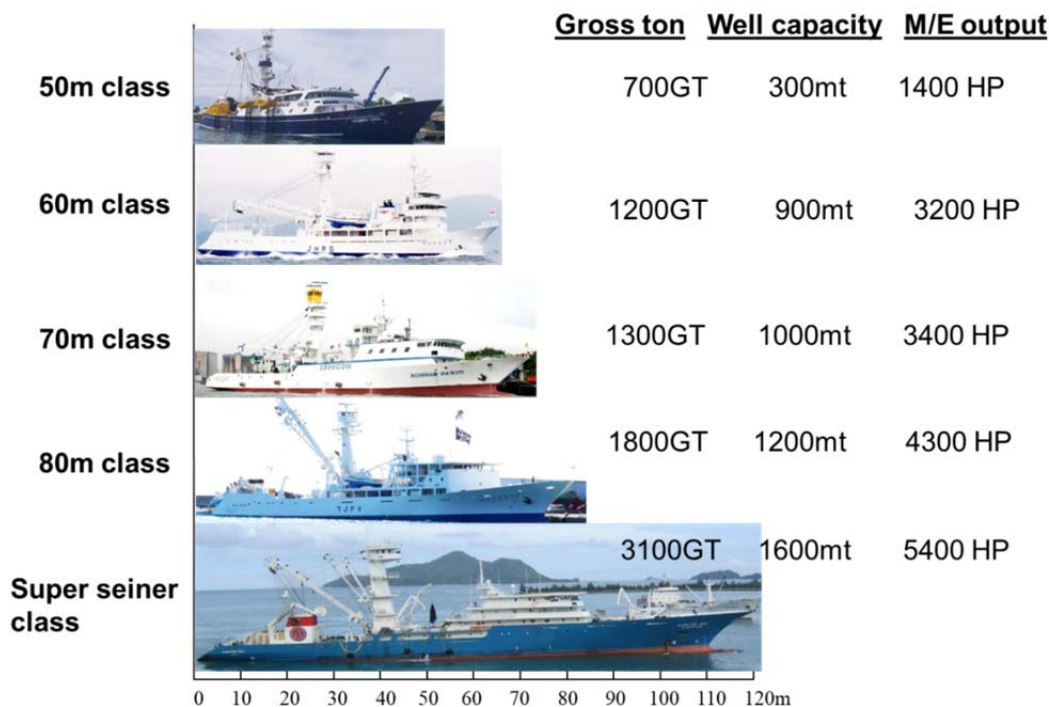 Gross ton Well capacity M/E output
50m class 700GT 300mt 1400 HP
60m class 1200GT 900mt 3200 HP
JHRO
70m class 1300GT 1000mt 3400 HP
80m class 1800GT 1200mt 4300 HP
7JFV
3100GT 1600mt 5400 HP
Super seiner
class
0 10 20 30 40 50 60 70 80 90 100 110 120m